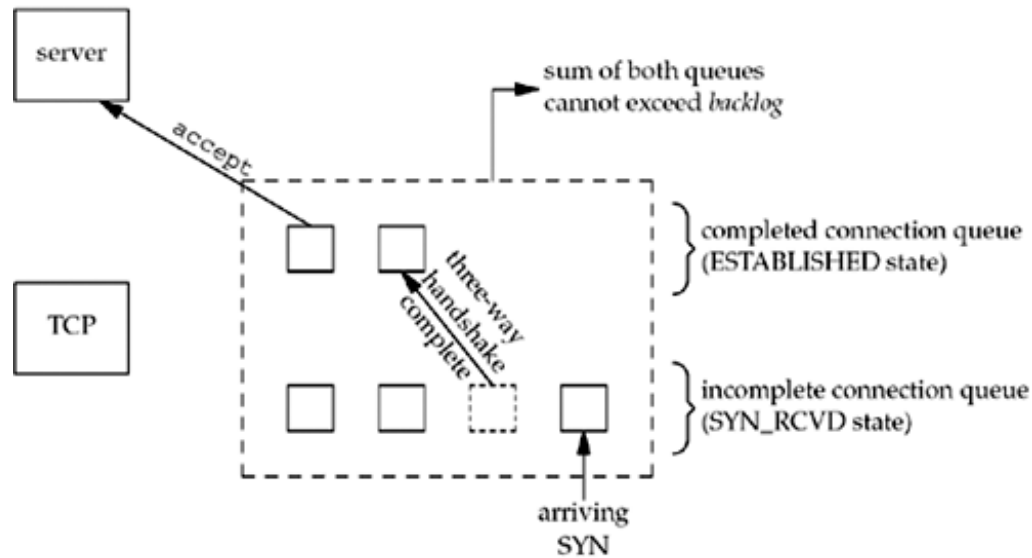 server
sum of both queues
cannot exceed backlog
accept
completed connection queue
(ESTABLISHED state)
three-way
handshake
complete
TCP
incomplete connection queue
(SYN_RCVD state)
arriving
SYN